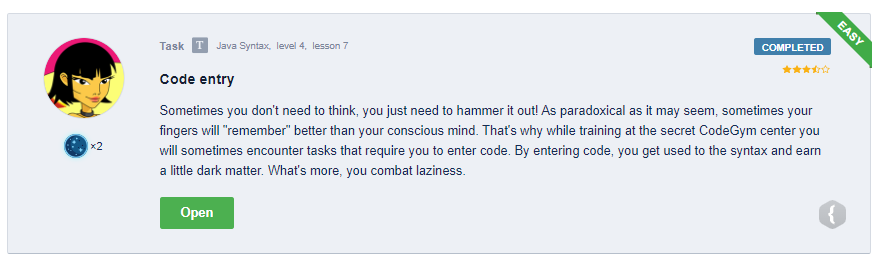 EASY
Task T Java Syntax, level 4, lesson 7
COMPLETED
Code entry
Sometimes you don't need to think, you just need to hammer it out! As paradoxical as it may seem, sometimes your
fingers will "remember" better than your conscious mind. That's why while training at the secret CodeGym center you
will sometimes encounter tasks that require you to enter code. By entering code, you get used to the syntax and earn
a little dark matter. What's more, you combat laziness.
×2
Open
{